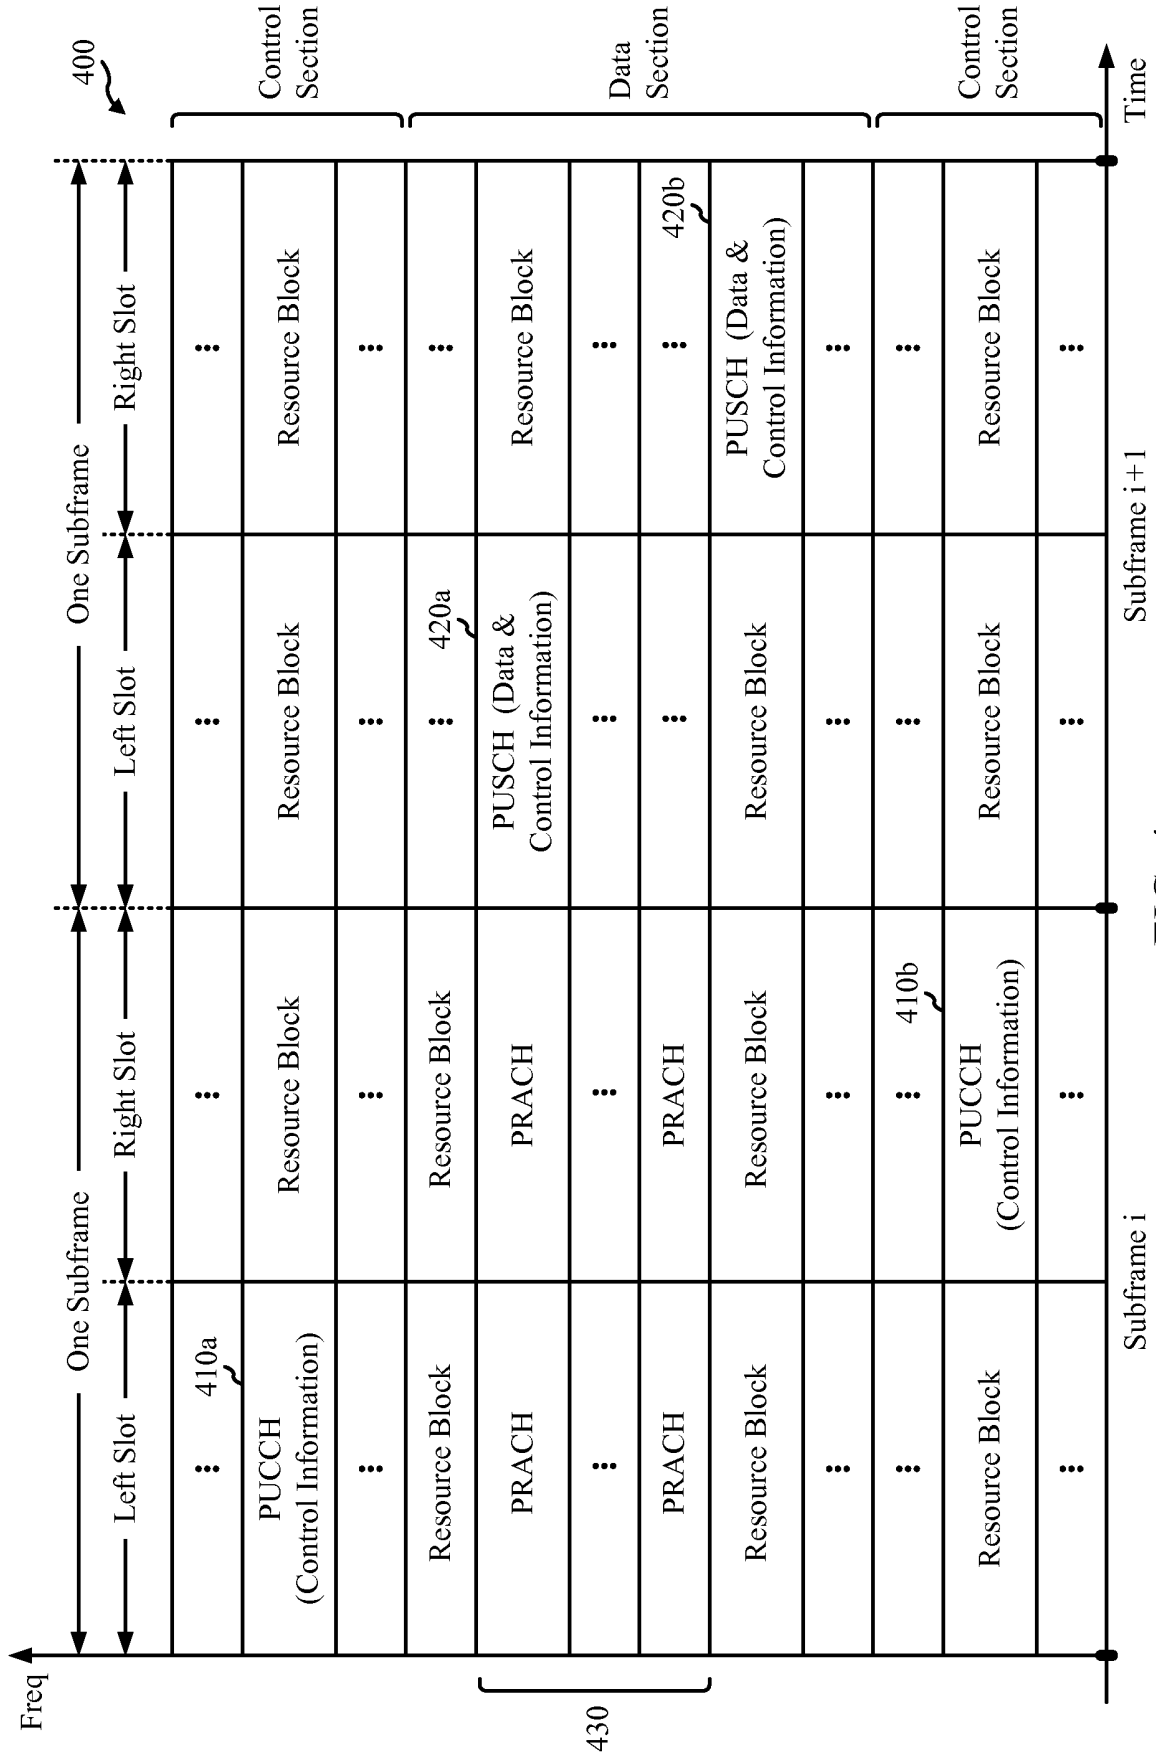 400
One Subframe
One Subframe
Left Slot
Right Slot
Left Slot
Right Slot
Freq
...
...
...
...
Control
Section
410a
PUCCH
(Control Information)
Resource Block
Resource Block
Resource Block
...
...
...
...
Resource Block
Resource Block
...
...
Data
Section
420a
PRACH
PRACH
PUSCH (Data &
Control Information)
Resource Block
430
...
...
...
...
PRACH
PRACH
...
...
420b
Resource Block
Resource Block
Resource Block
PUSCH (Data &
Control Information)
...
...
...
...
...
...
...
...
Control
Section
410b
Resource Block
PUCCH
(Control Information)
Resource Block
Resource Block
...
...
...
...
Time
Subframe i
Subframe i+1